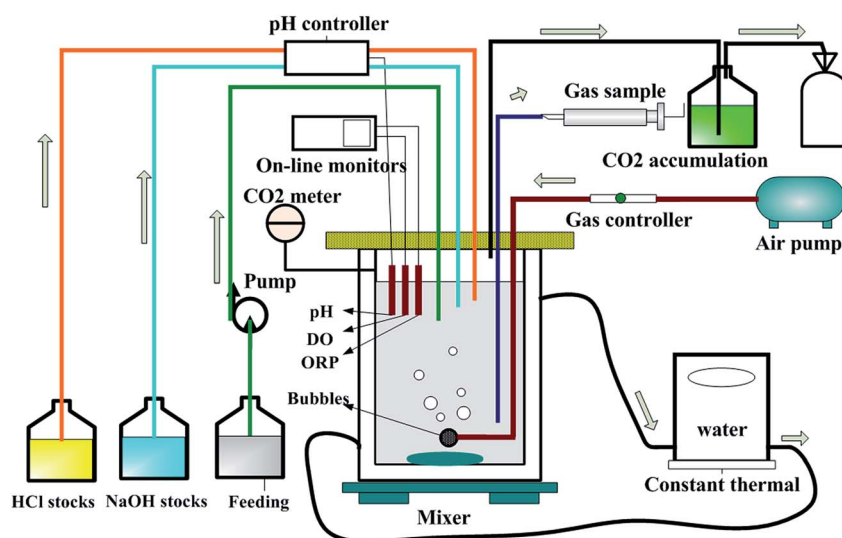 pH controller
Gas sample
On-line monitors
CO2 accumulation
CO2 meter
Gas controller
Air pump
Pump
pH
DO
ORP
Bubbles
water
HCl stocks
NaOH stocks
Feeding
Constant thermal
Mixer